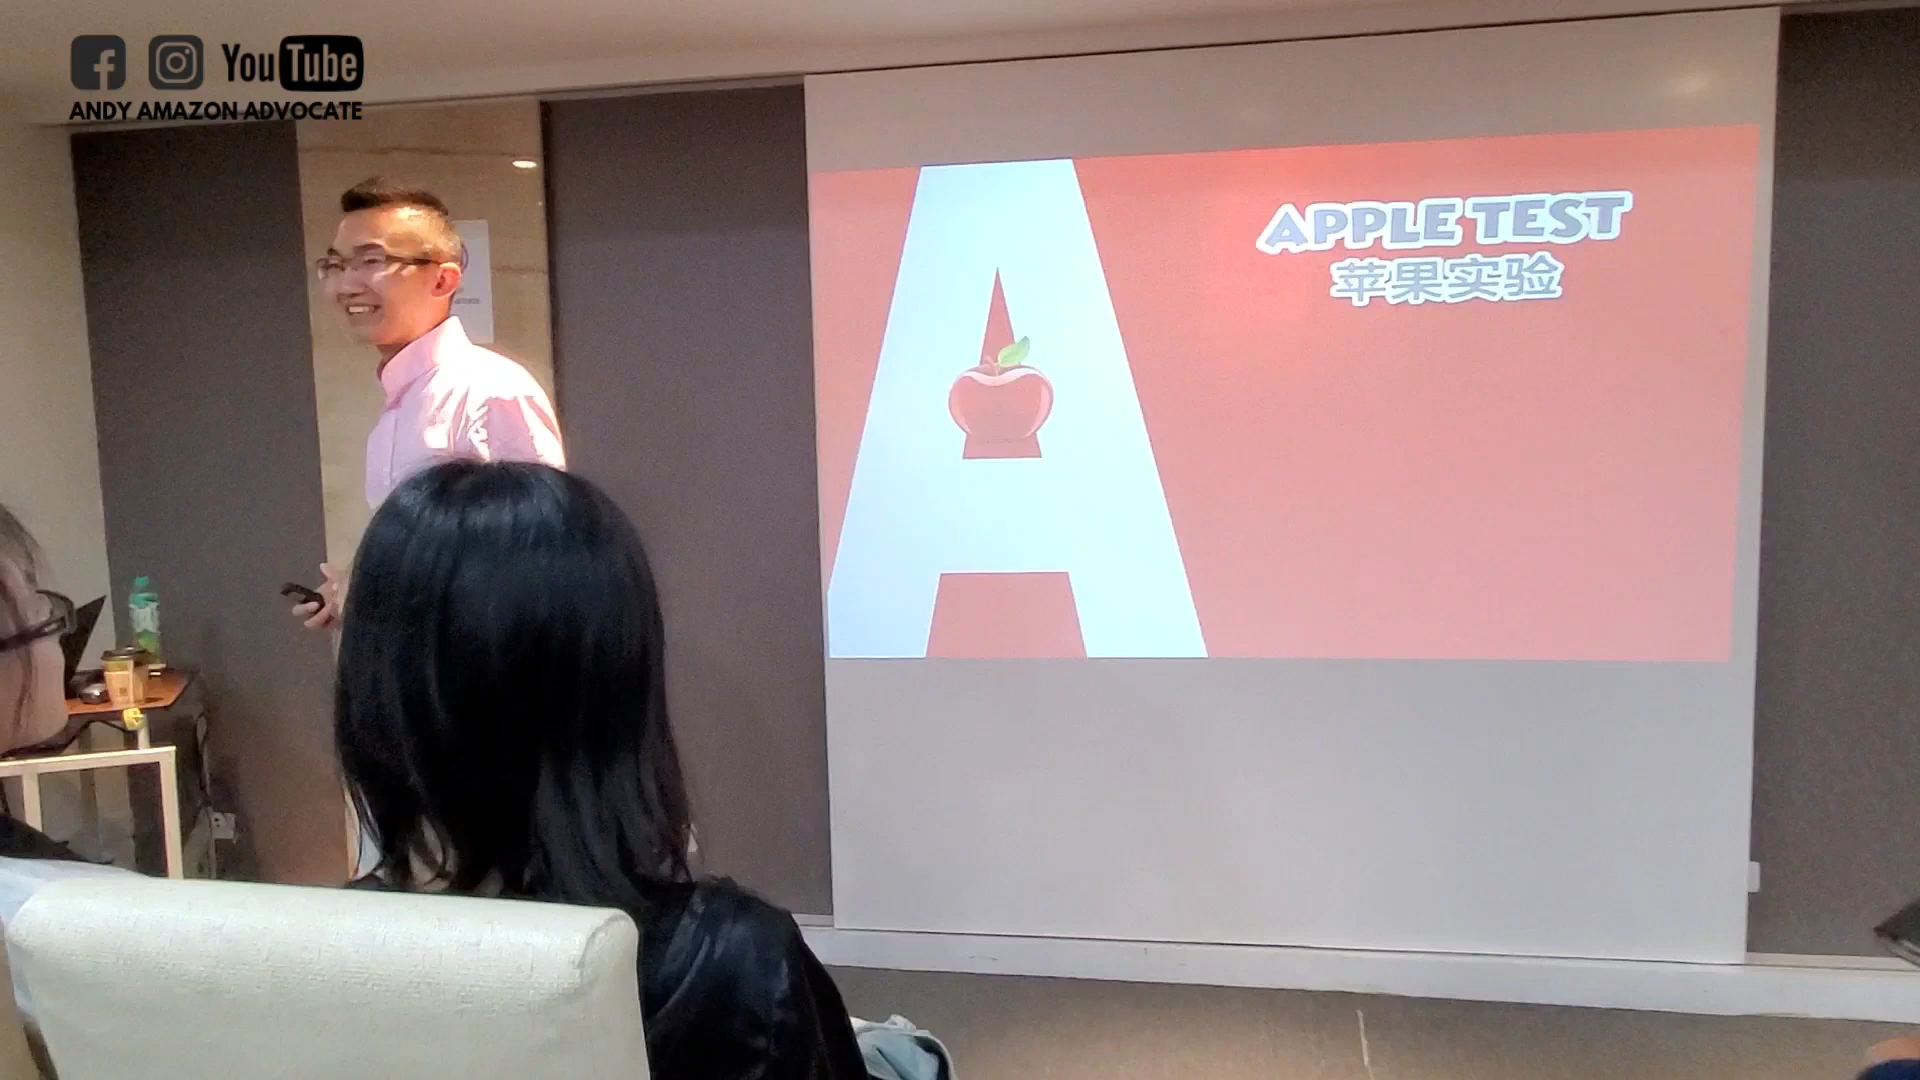 YouTube
ANDY AMAZON ADVOCATE
A
APPLE TEST
苹果实验